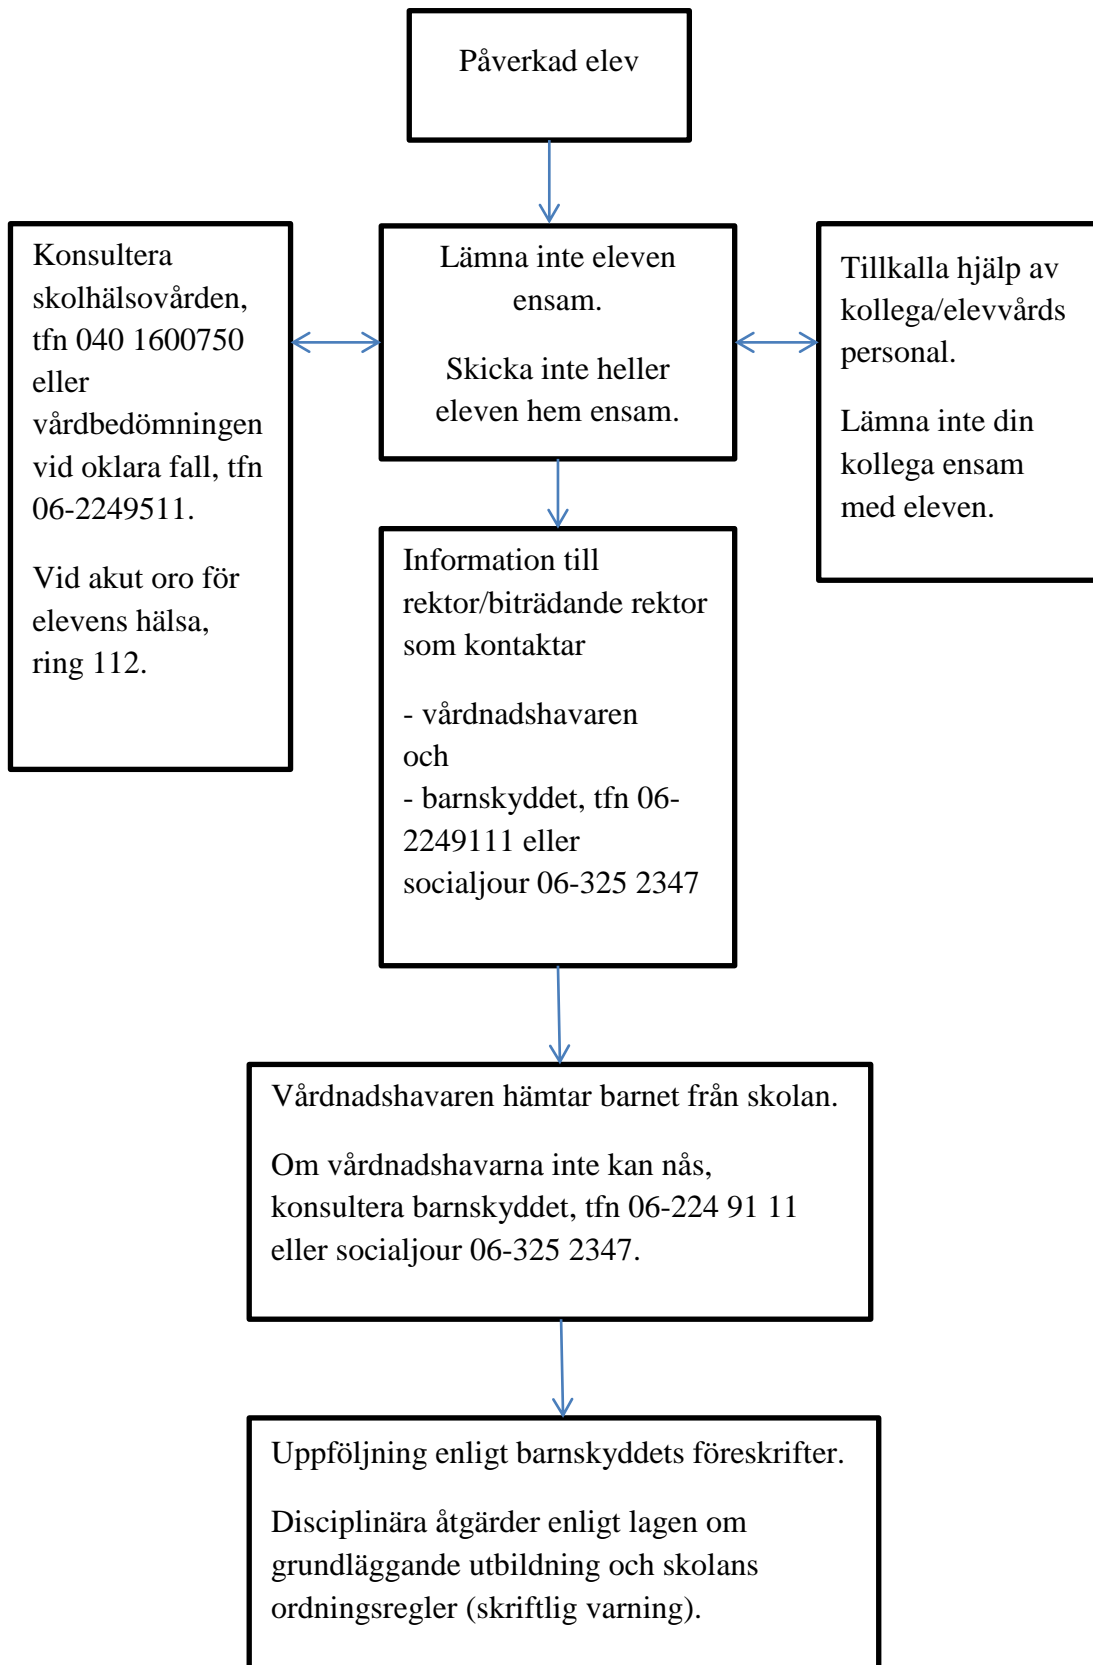 Påverkad elev
Konsultera
skolhälsovården,
tfn 040 1600750
eller
vårdbedömningen
vid oklara fall, tfn
06-2249511.
Vid akut oro för
elevens hälsa,
ring 112.
Lämna inte eleven
ensam.
Skicka inte heller
eleven hem ensam.
Tillkalla hjälp av
kollega/elevvårds
personal.
Lämna inte din
kollega ensam
med eleven.
Information till
rektor/biträdande rektor
som kontaktar
- vårdnadshavaren
och
- barnskyddet, tfn 06-
2249111 eller
socialjour 06-325 2347
Vårdnadshavaren hämtar barnet från skolan.
Om vårdnadshavarna inte kan nås,
konsultera barnskyddet, tfn 06-224 91 11
eller socialjour 06-325 2347.
Uppföljning enligt barnskyddets föreskrifter.
Disciplinära åtgärder enligt lagen om
grundläggande utbildning och skolans
ordningsregler (skriftlig varning).